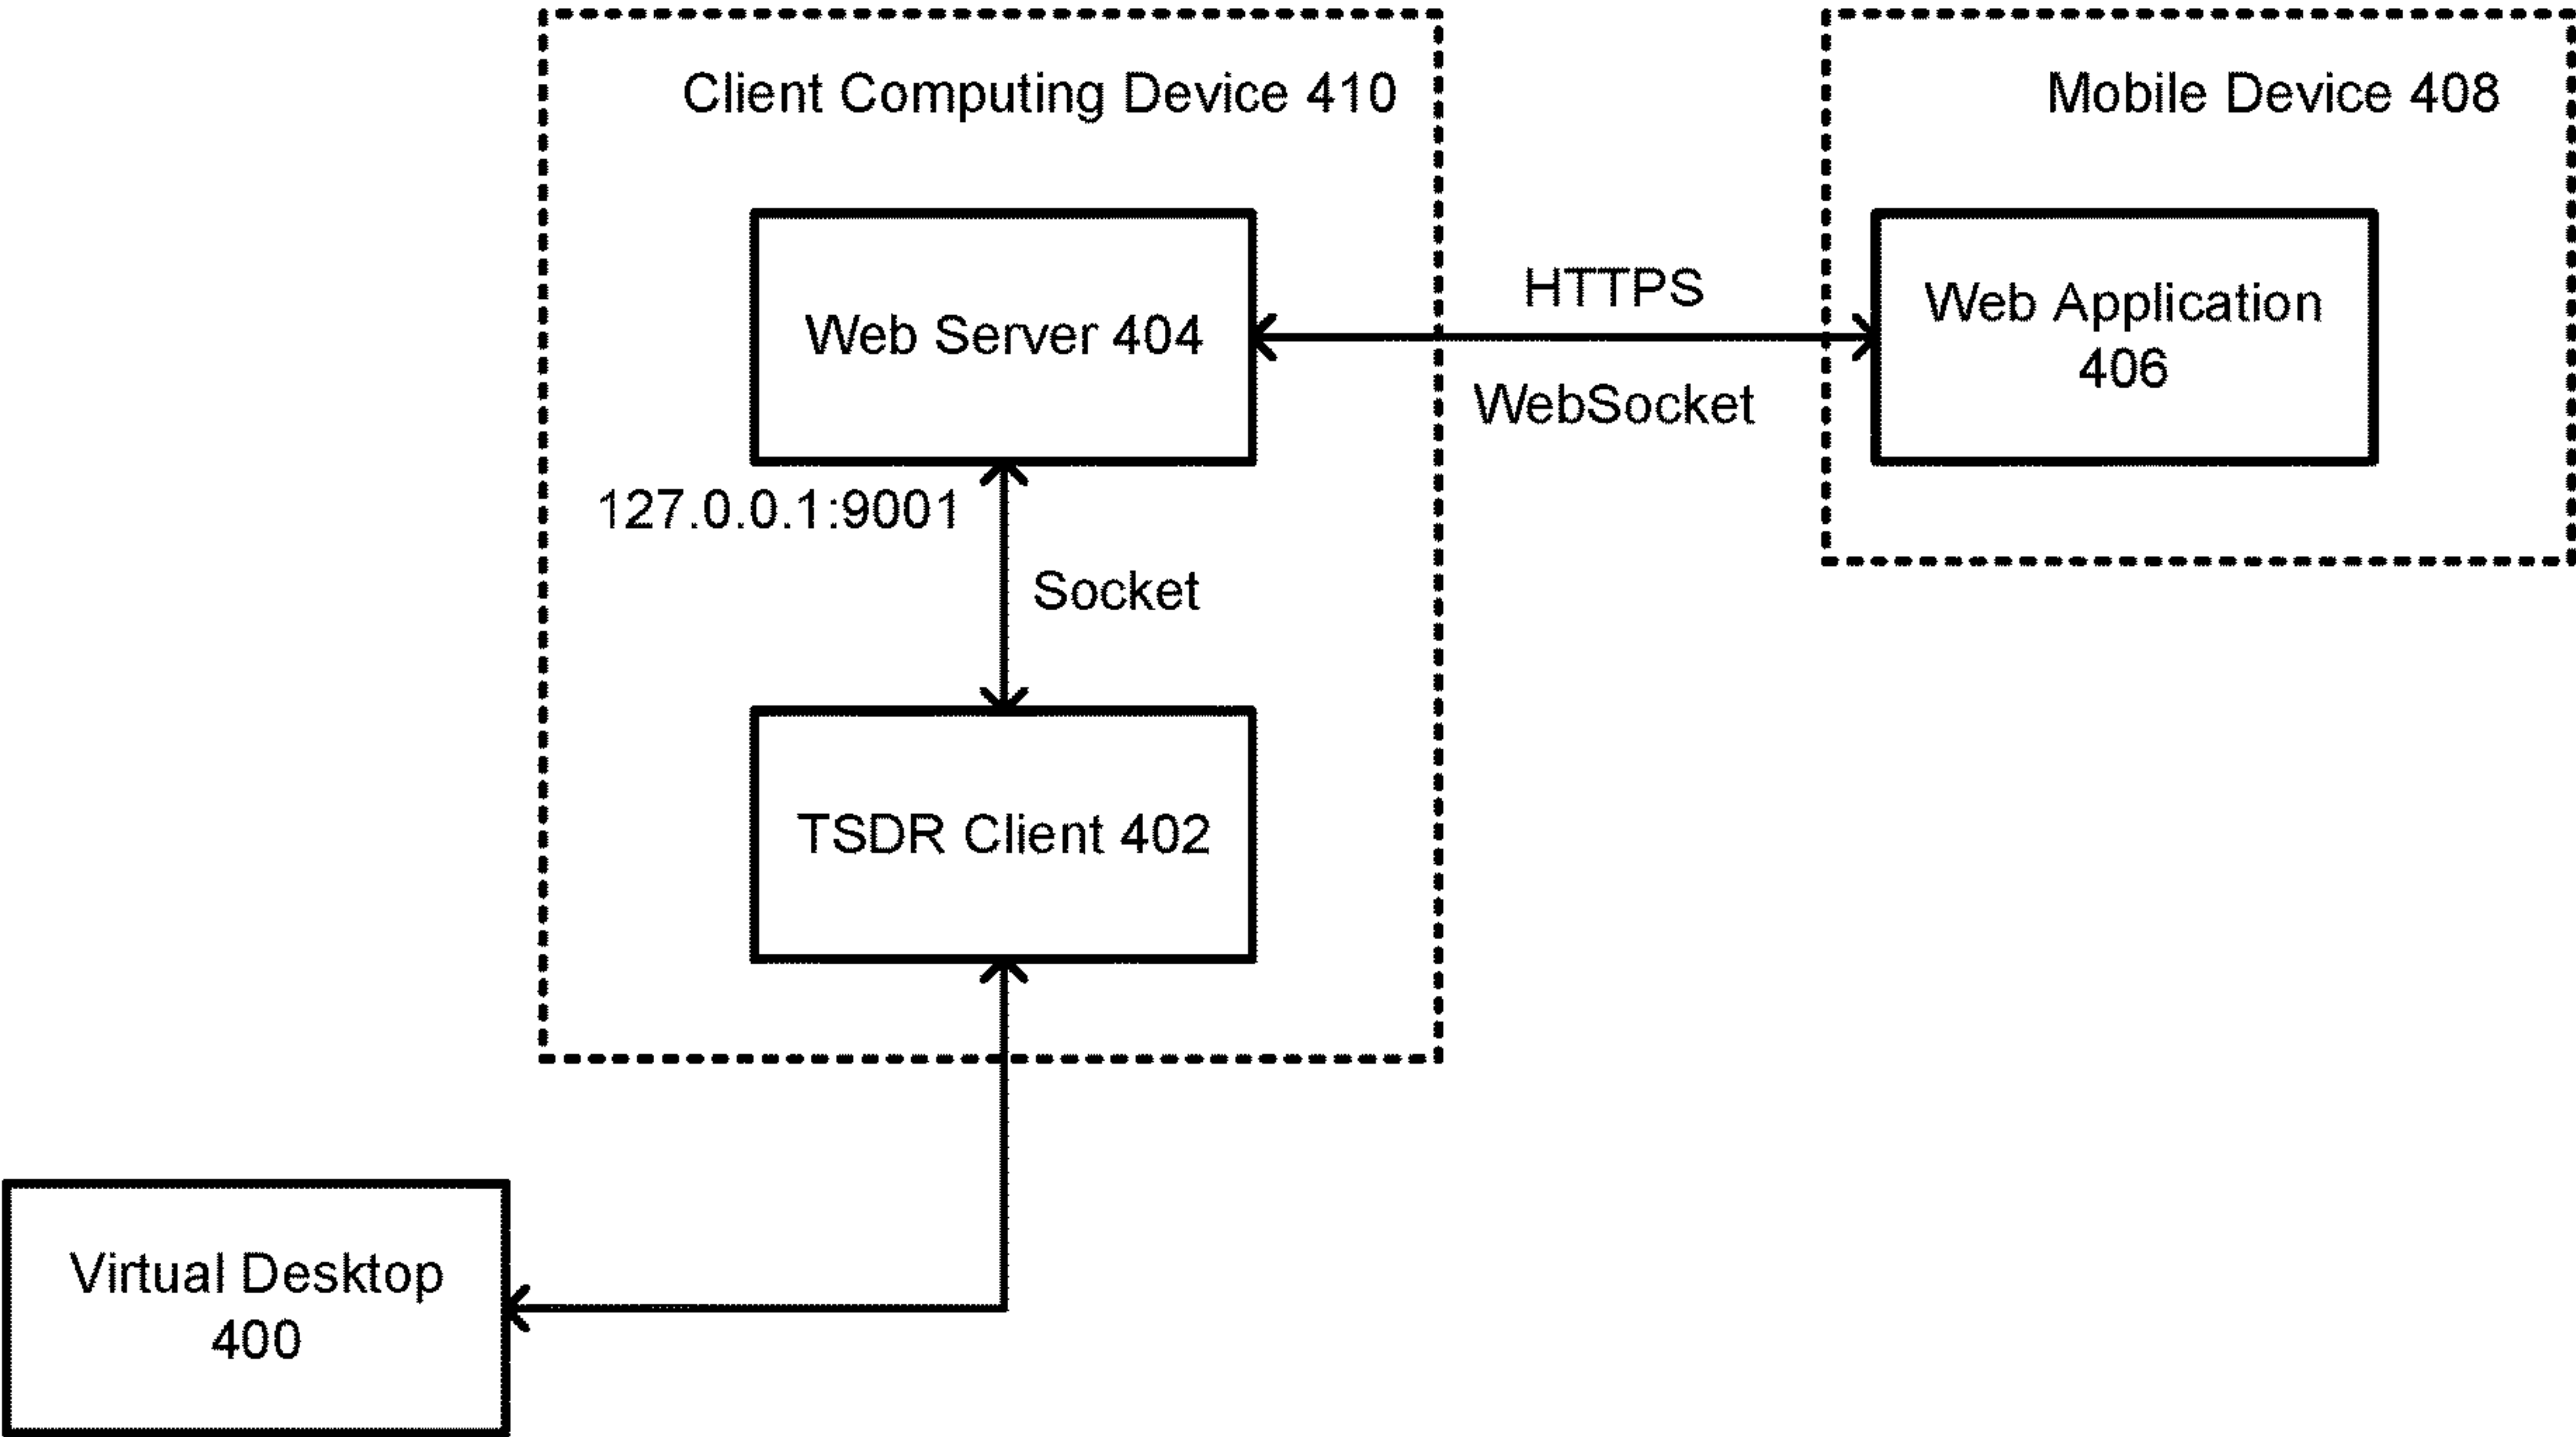 Client Computing Device 410
Mobile Device 408
Web Server 404
HTTPS
WebSocket
Web Application
406
127.0.0.1:9001
Socket
TSDR Client 402
Virtual Desktop
400